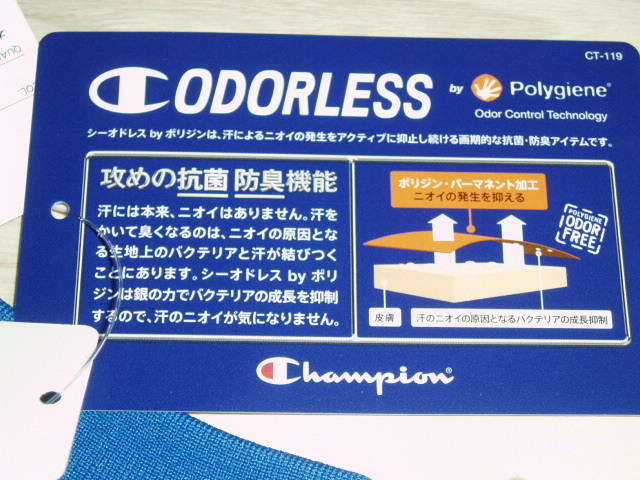 QUA
OL
CT-119
C ODORLESS by Polygiene®
Odor Control Technology
シーオドレス by ポリジンは、汗によるニオイの発生をアクティブに抑止し続ける画期的な抗菌・防臭アイテムです。
攻めの抗菌 防臭機能
汗には本来、ニオイはありません。汗を
かいて臭くなるのは、ニオイの原因とな
る生地上のバクテリアと汗が結びつく
ことにあります。シーオドレス by ポリ
ジンは銀の力でバクテリアの成長を抑制
するので、汗のニオイが気になりません。
ポリジン・パーマネント加工
ニオイの発生を抑える
POLYGIENE
ODOR
FREE
皮膚
汗のニオイの原因となるバクテリアの成長抑制
Champion®